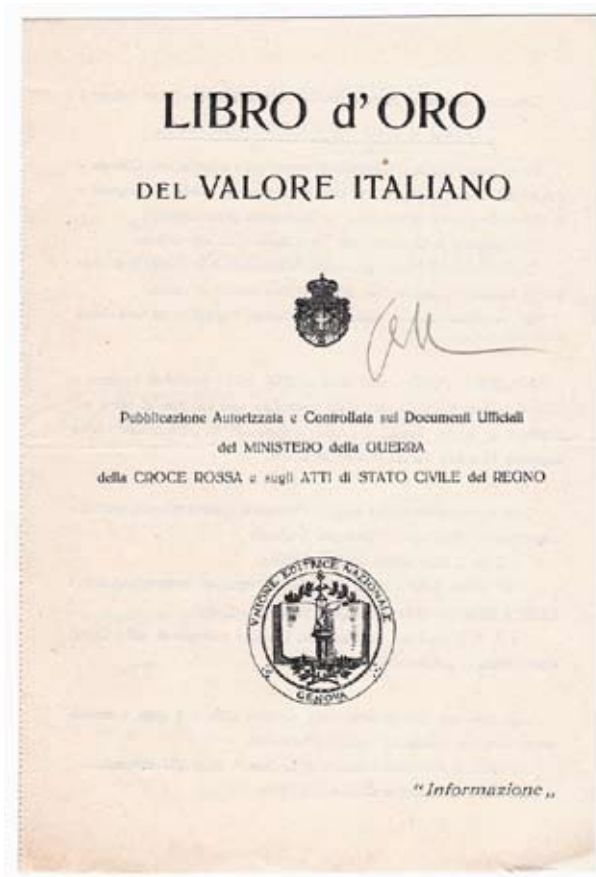 LIBRO d'ORO
DEL VALORE ITALIANO
Pubblicazione Autorizzata e Controllata sui Documenti Ufficiali
del MINISTERO della GUERRA
della CROCE ROSSA e sugli ATTI di STATO CIVILE del REGNO
VNIONE EDITRICE NAZIONALE
GENOVA
"Informazione„